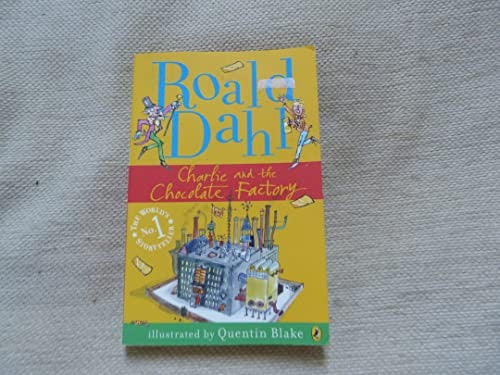 Roald
Dahl
Charlie and the
Chocolate Factory
THE WORLD'S
No. 1
STORYTELLER
illustrated by Quentin Blake